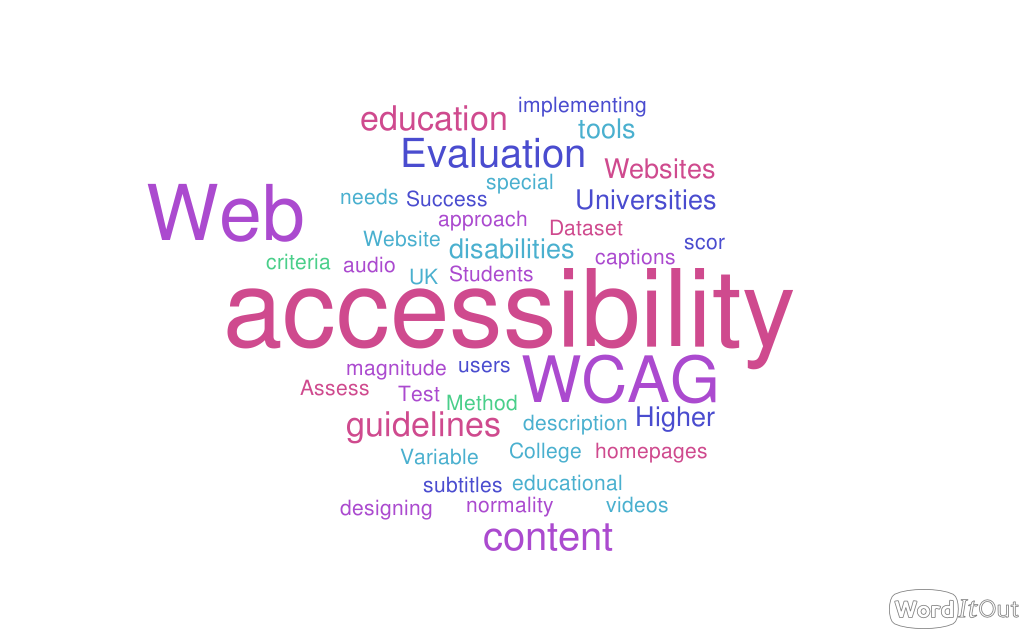 implementing
education
tools
Evaluation
Websites
special
Web
needs
Success
Universities
approach
Dataset
Website
disabilities
scor
criteria
audio
captions
UK
Students
accessibility
magnitude
users
WCAG
Assess
Test
Method
guidelines
description
Higher
Variable
College
homepages
subtitles
educational
designing
normality
videos
content
WordItOut